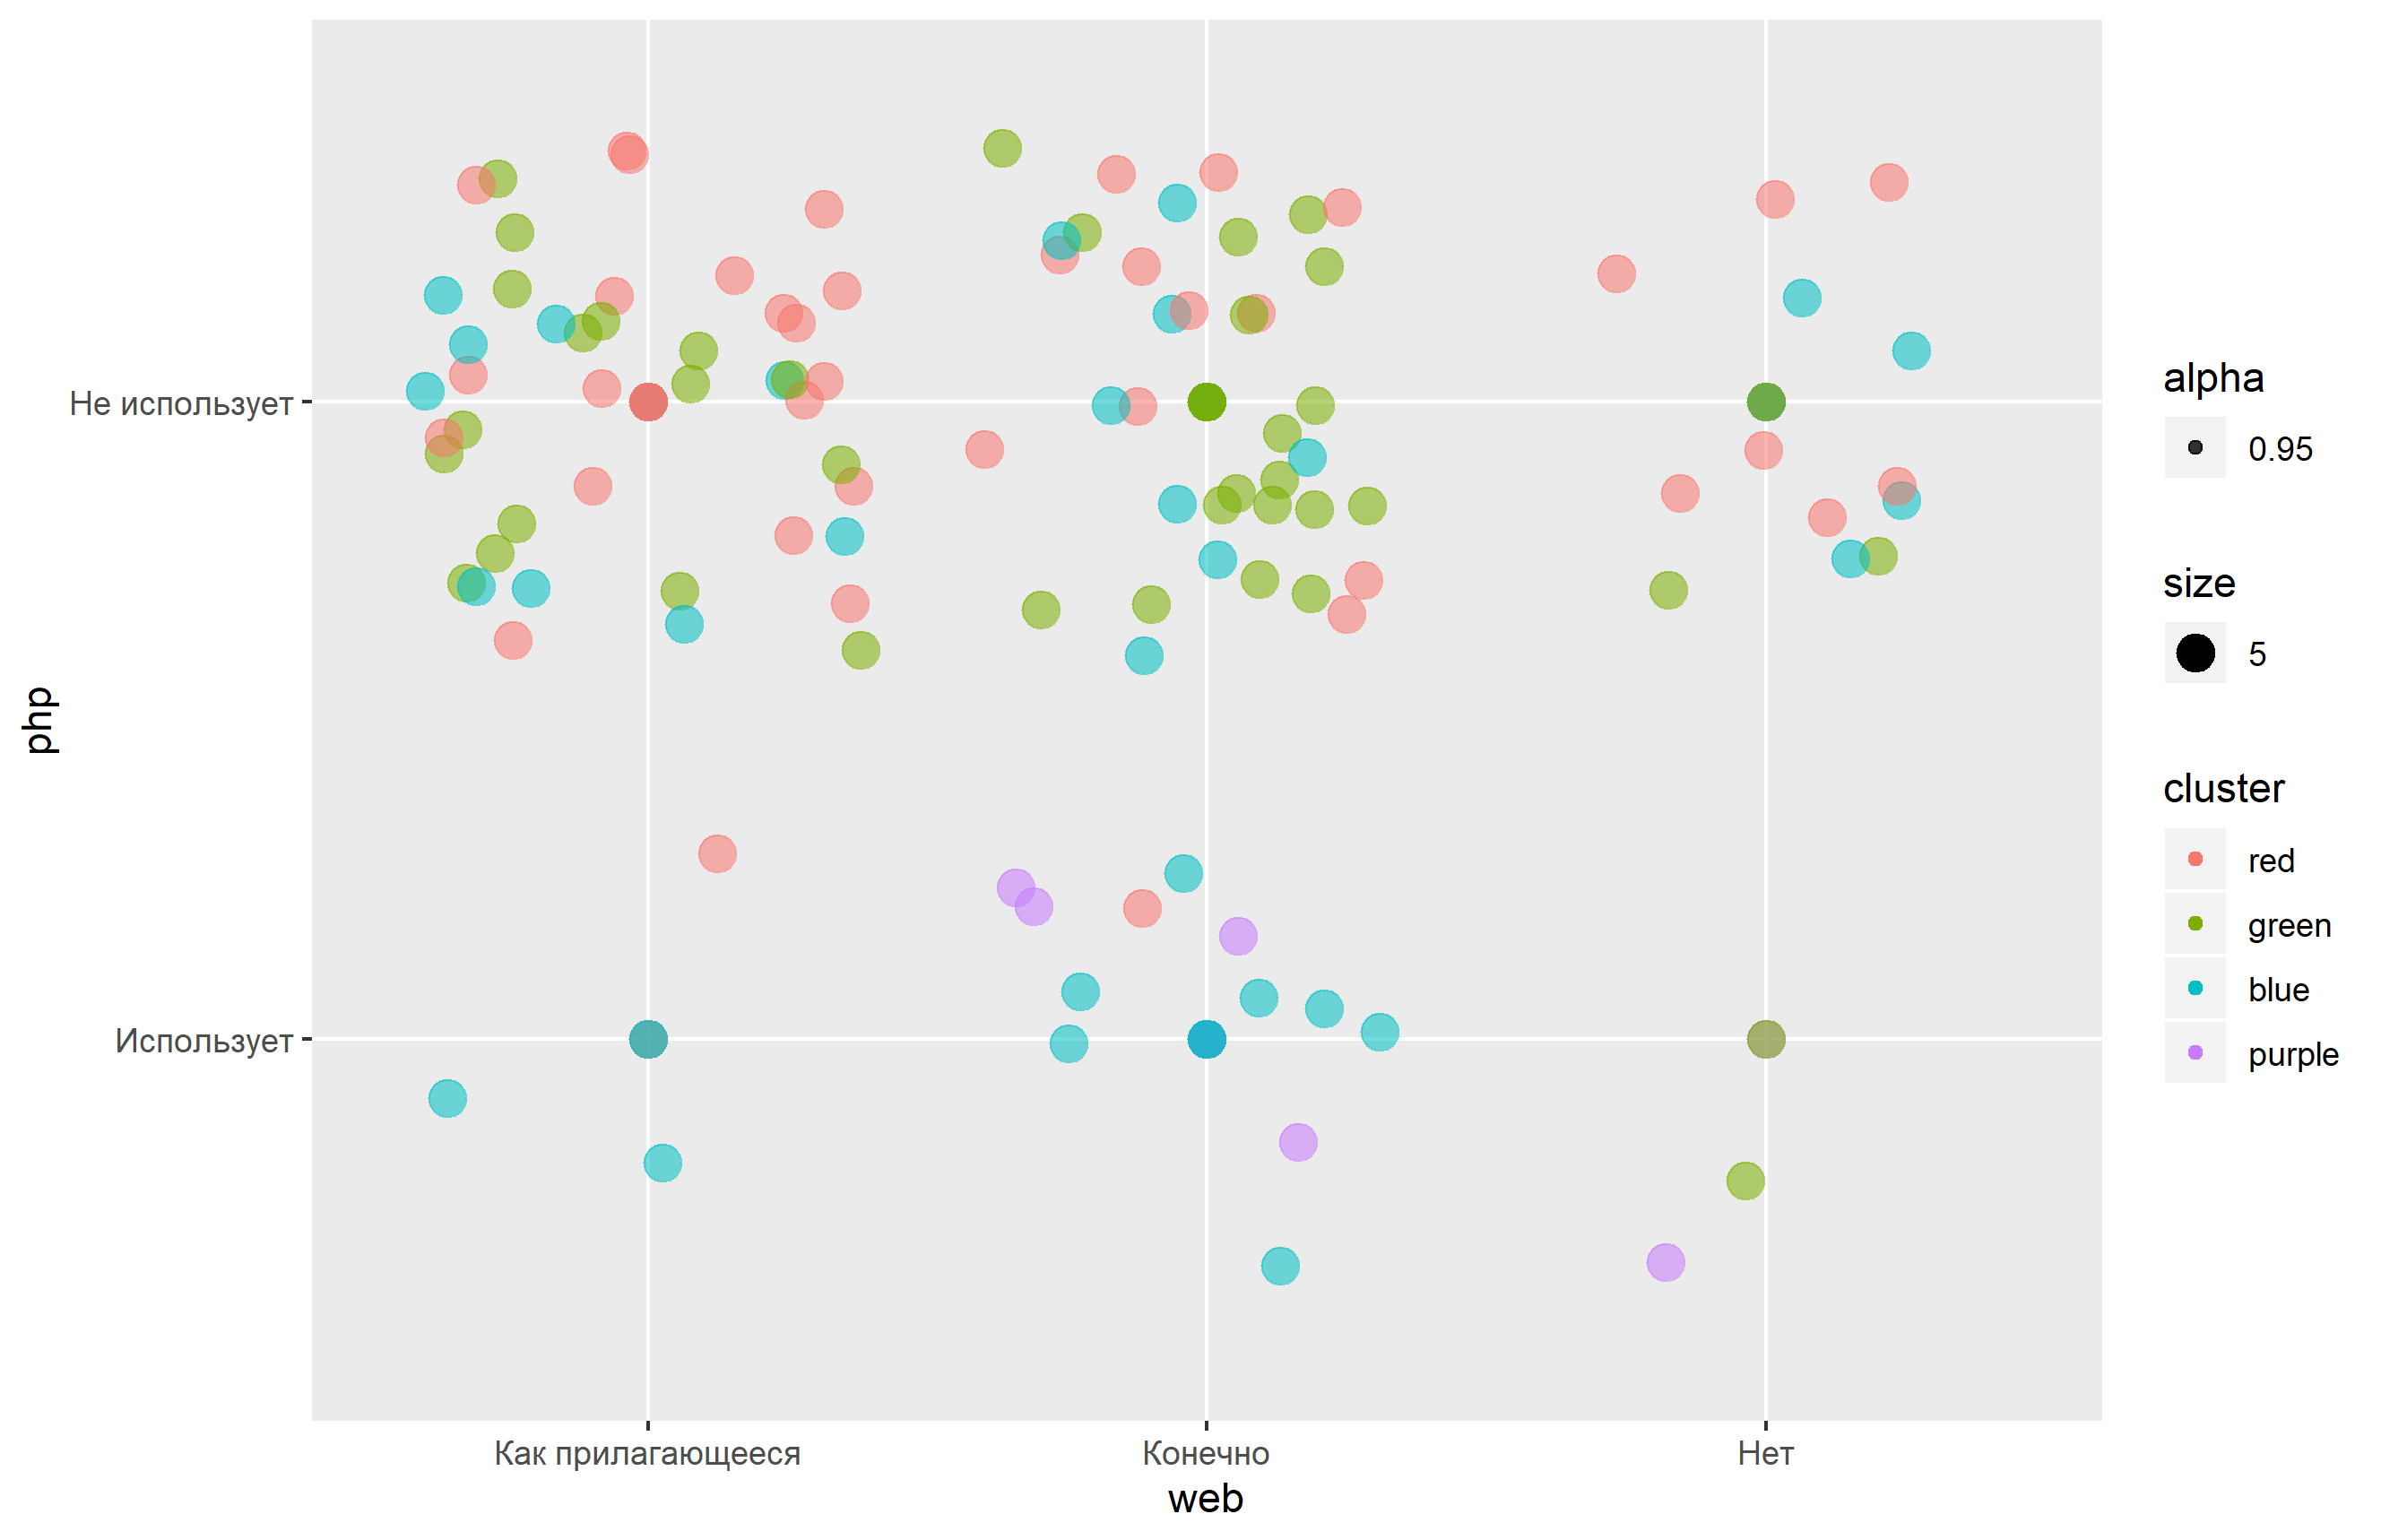 Не использует
Использует
php
Как прилагающееся
Конечно
Нет
web
alpha
0.95
size
5
cluster
red
green
blue
purple